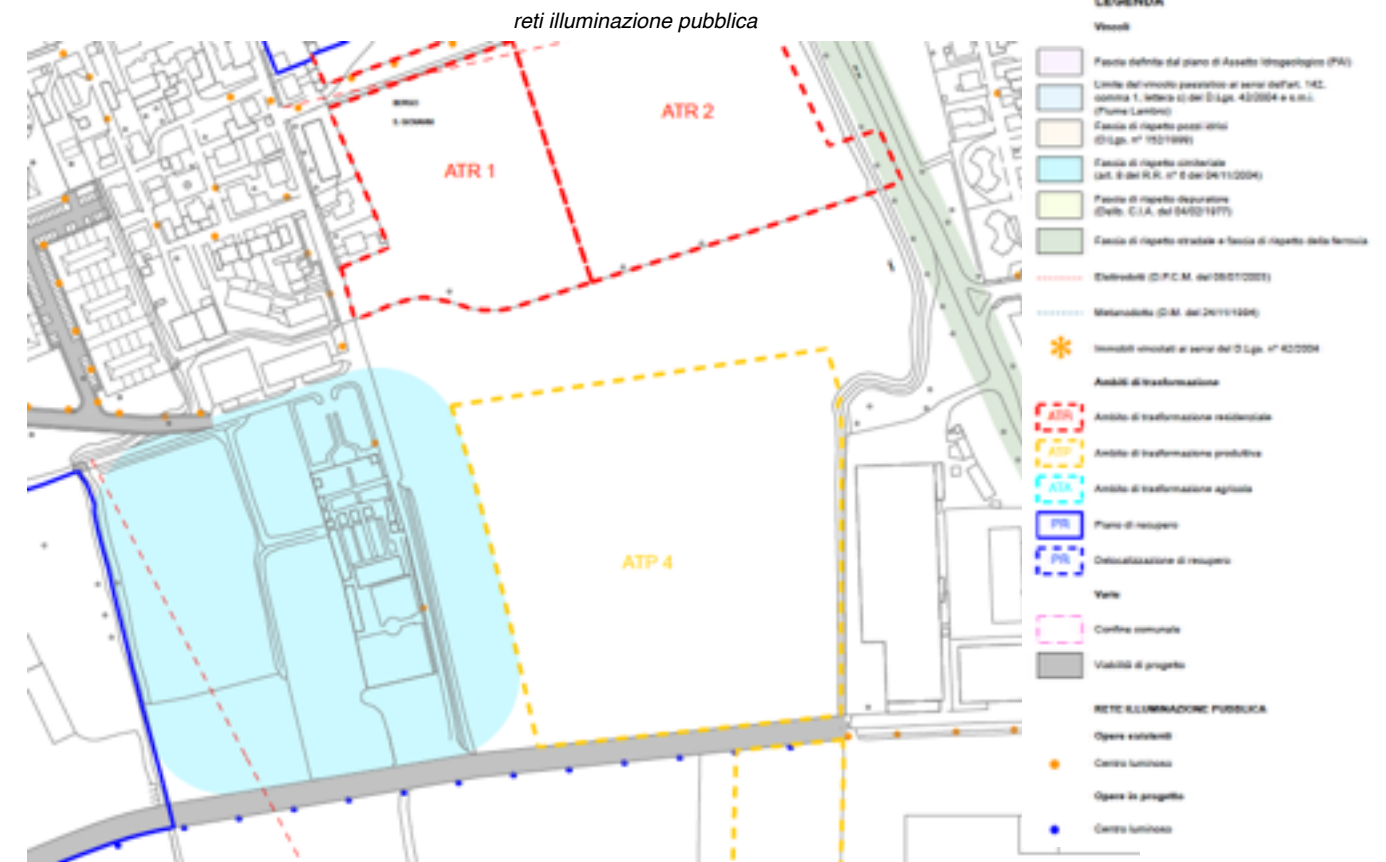 reti illuminazione pubblica
LEGENDA
Vincoli
Fascia definita dal piano di Assetto Idrogeologico (PAI)
Limite del vincolo paesistico ai sensi dell'art. 142,
comma 1, lettera c) del D.Lgs. 42/2004 e s.m.i.
(Fiume Lambro)
Fascia di rispetto pozzi idrici
(D.Lgs. n° 152/1999)
Fascia di rispetto cimiteriale
(art. 8 del R.R. n° 6 del 04/11/2004)
Fascia di rispetto depuratore
(Delib. C.I.A. del 04/02/1977)
Fascia di rispetto stradale e fascia di rispetto della ferrovia
Elettrodotti (D.P.C.M. del 08/07/2003)
Metanodotto (D.M. del 24/11/1984)
Immobili vincolati ai sensi del D.Lgs. n° 42/2004
Ambiti di trasformazione
ATR
Ambito di trasformazione residenziale
ATP
Ambito di trasformazione produttiva
ATA
Ambito di trasformazione agricola
PR
Piano di recupero
PR
Delocalizzazione di recupero
Varie
Confine comunale
Viabilità di progetto
RETE ILLUMINAZIONE PUBBLICA
Opere esistenti
Centro luminoso
Opere in progetto
Centro luminoso
BORGO
S. GIOVANNI
ATR 1
ATR 2
ATP 4